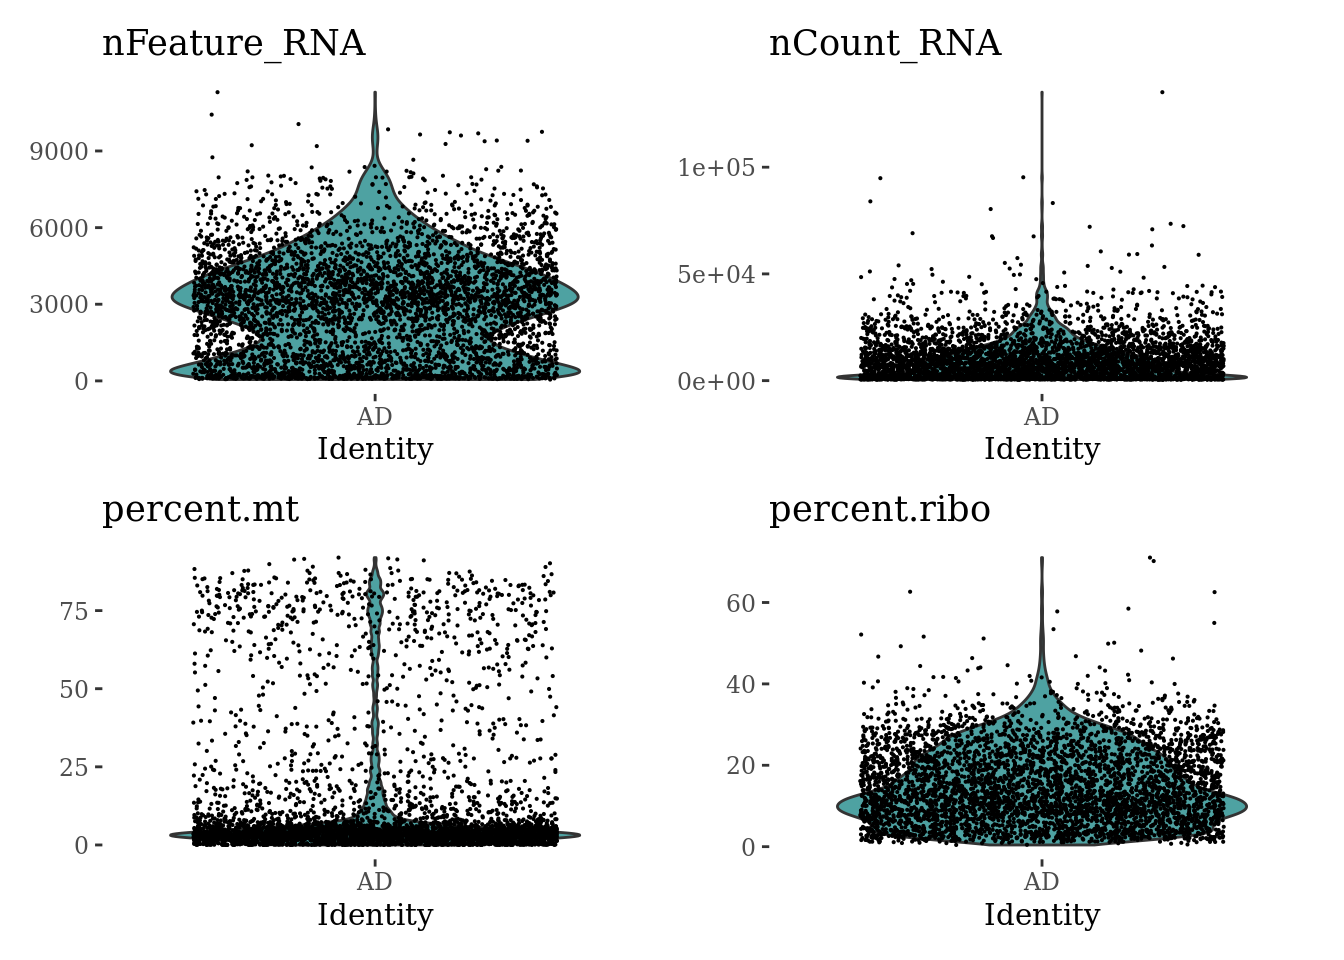 nFeature_RNA
9000
6000
3000
0
AD
Identity
nCount_RNA
1e+05
5e+04
0e+00
AD
Identity
percent.mt
75
50
25
0
AD
Identity
percent.ribo
60
40
20
0
AD
Identity